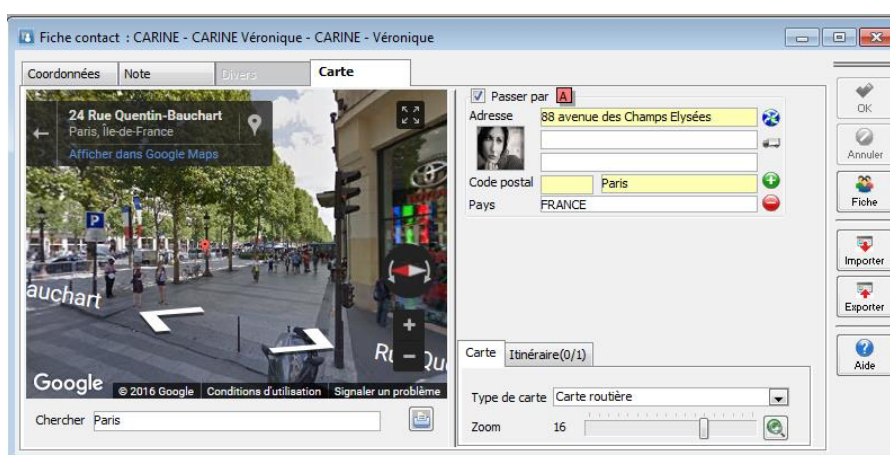 Fiche contact : CARINE - CARINE Véronique - CARINE - Véronique
Coordonnées Note Divers Carte
24 Rue Quentin-Bauchart
Paris, Île-de-France
Afficher dans Google Maps
P
TOYOTA
auchart
Google © 2016 Google Conditions d'utilisation Signaler un problème
Chercher Paris
Passer par A
Adresse 88 avenue des Champs Elysées
Code postal Paris
Pays FRANCE
Carte Itinéraire(0/1)
Type de carte Carte routière
Zoom 16
OK
Annuler
Fiche
Importer
Exporter
Aide